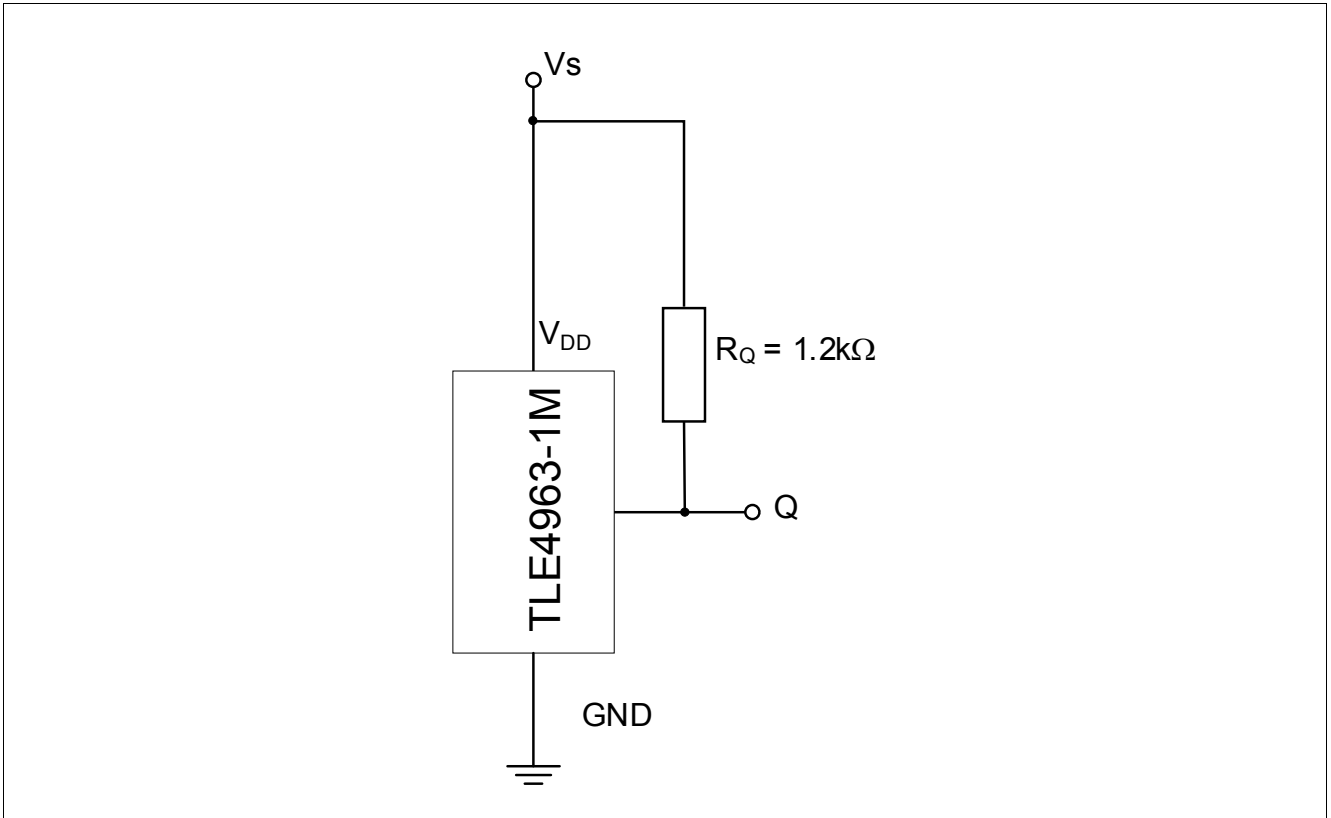 Vs
VDD
RQ = 1.2kΩ
TLE4963-1M
Q
GND